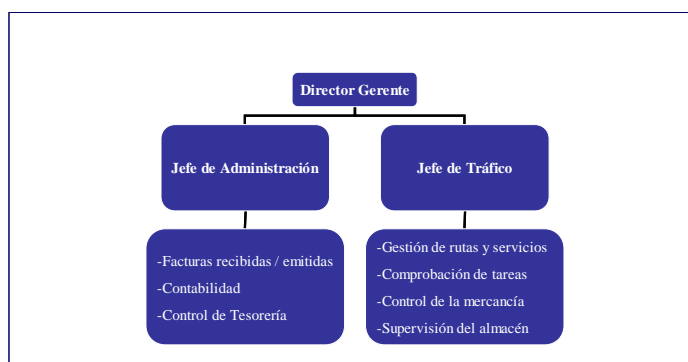 Director Gerente
Jefe de Administración
Jefe de Tráfico
-Facturas recibidas / emitidas
-Contabilidad
-Control de Tesorería
-Gestión de rutas y servicios
-Comprobación de tareas
-Control de la mercancía
-Supervisión del almacén